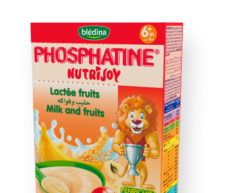 blédina
6+
m
PHOSPHATINE®
NUTRIJOY
Lactée fruits
حليب وفواكه
Milk and fruits